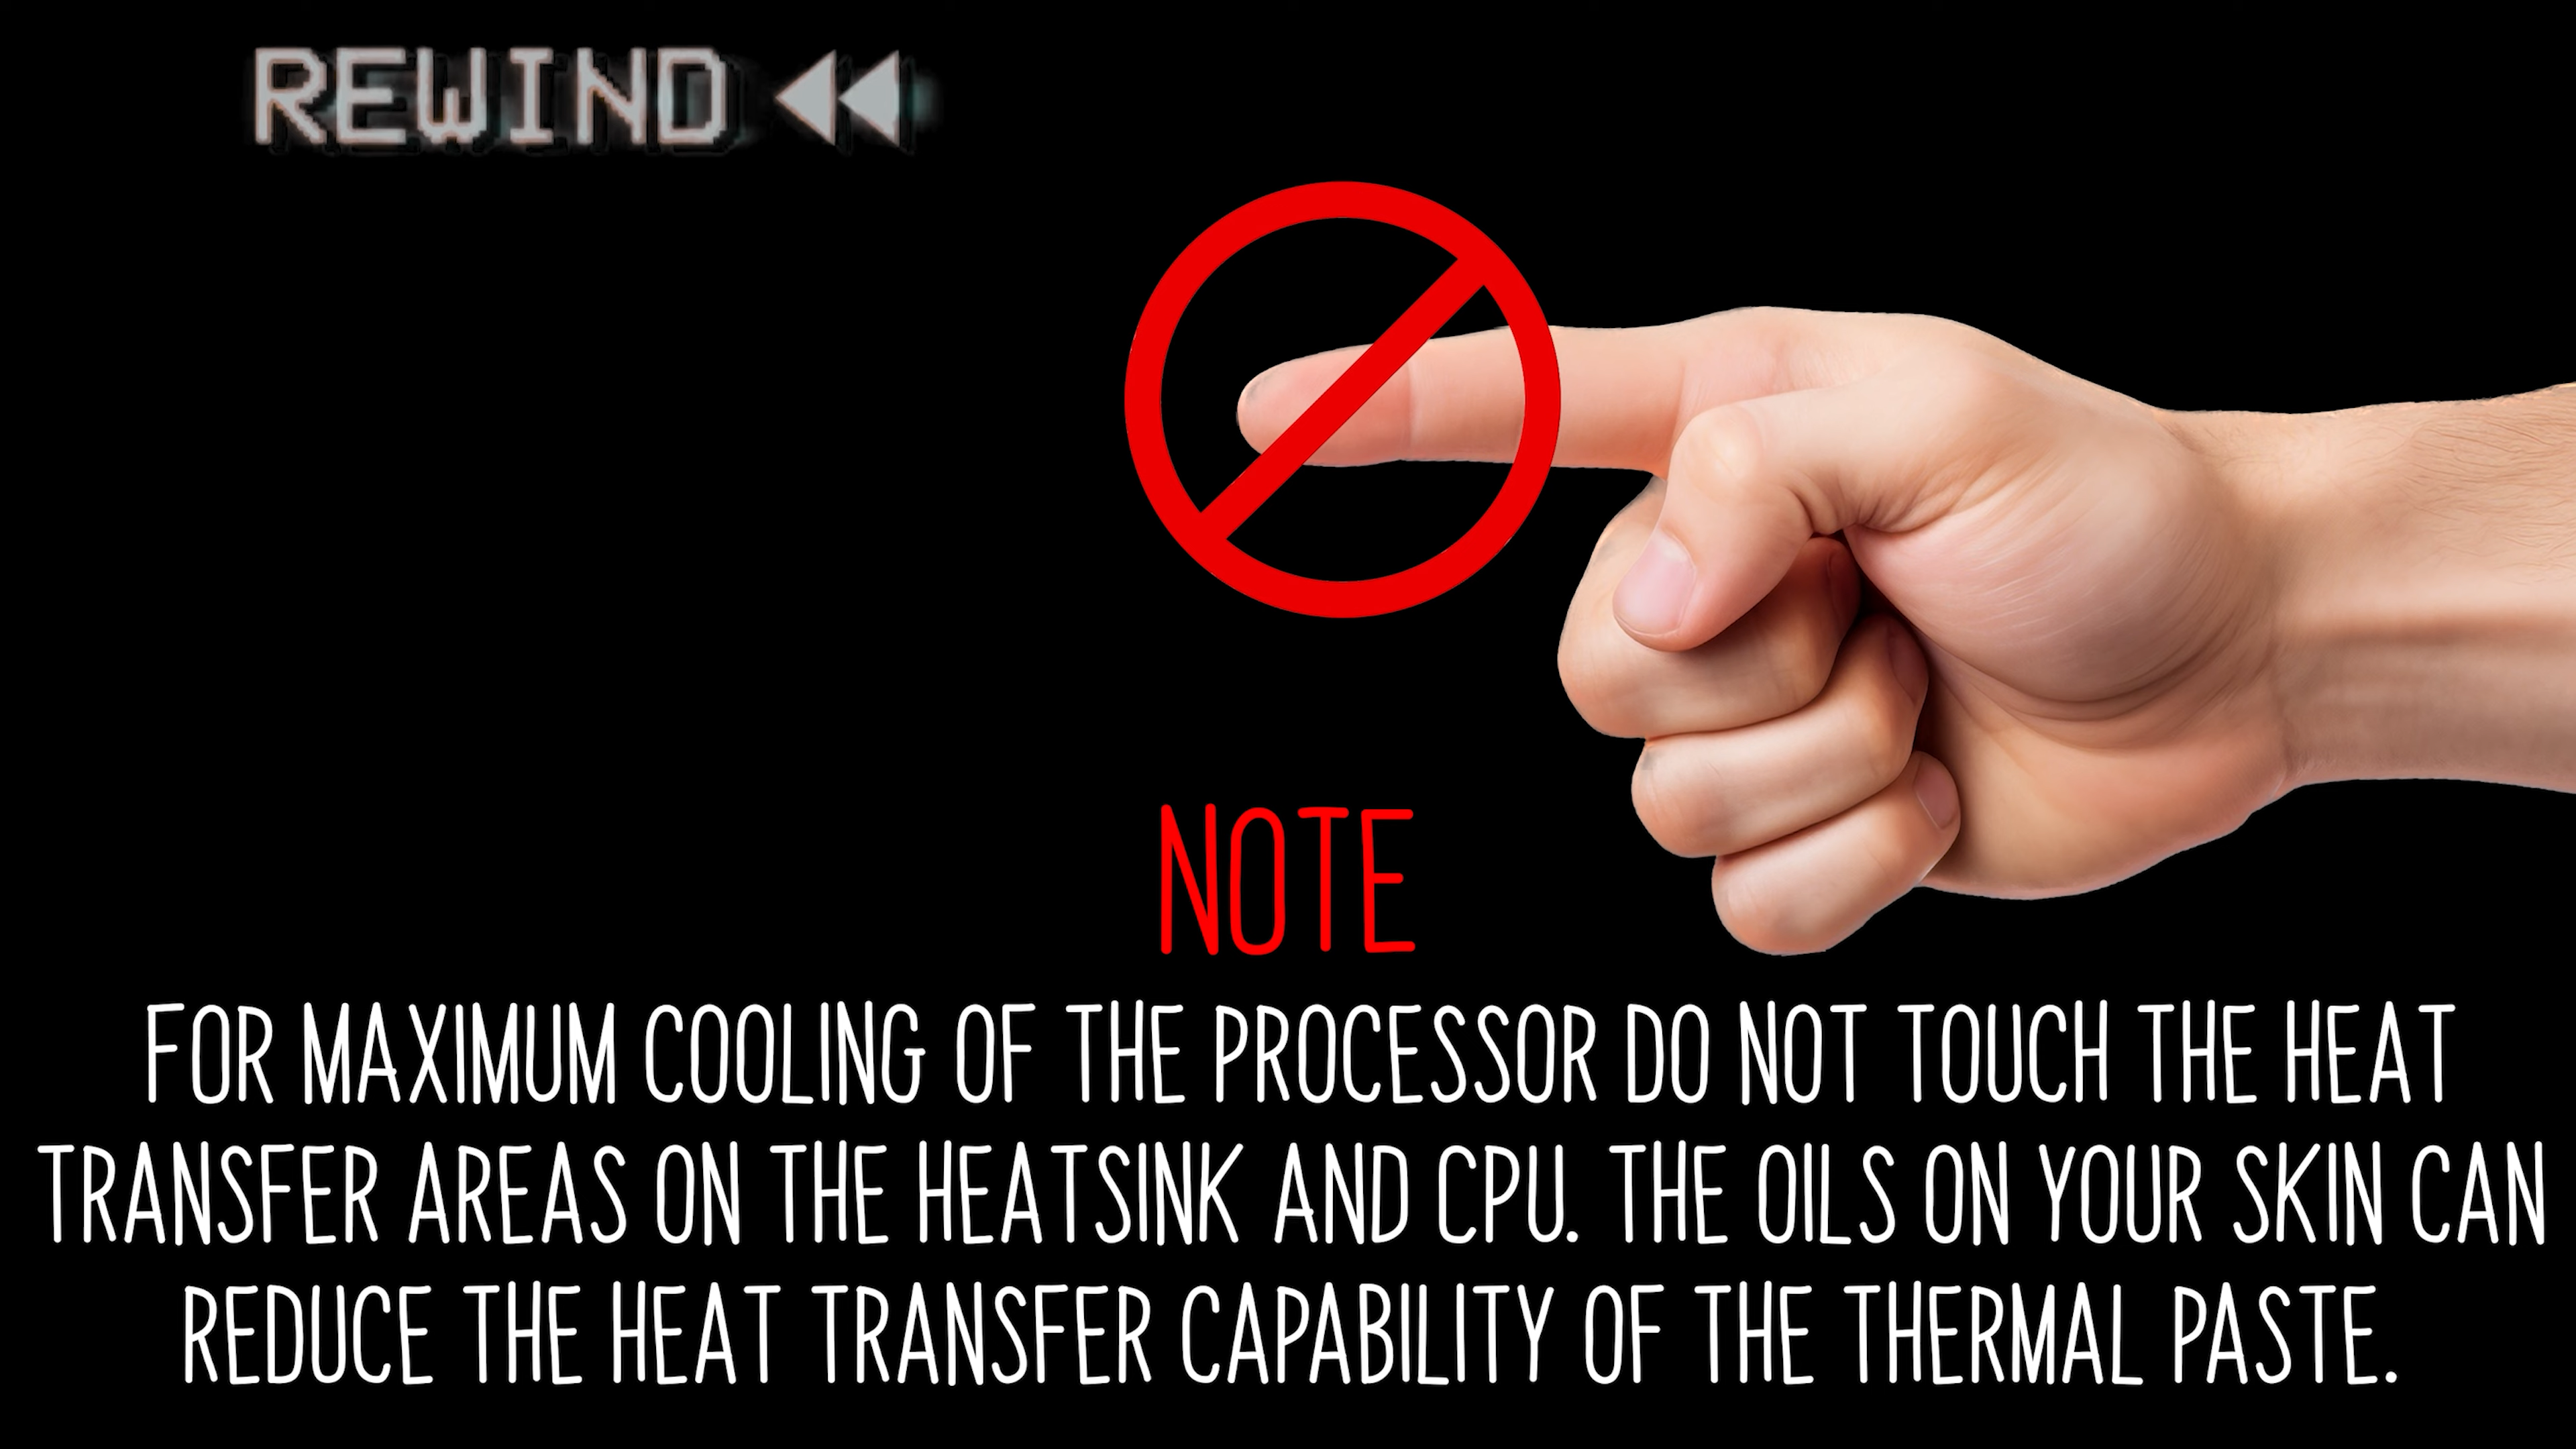 REWIND
NOTE
FOR MAXIMUM COOLING OF THE PROCESSOR DO NOT TOUCH THE HEAT
TRANSFER AREAS ON THE HEATSINK AND CPU. THE OILS ON YOUR SKIN CAN
REDUCE THE HEAT TRANSFER CAPABILITY OF THE THERMAL PASTE.